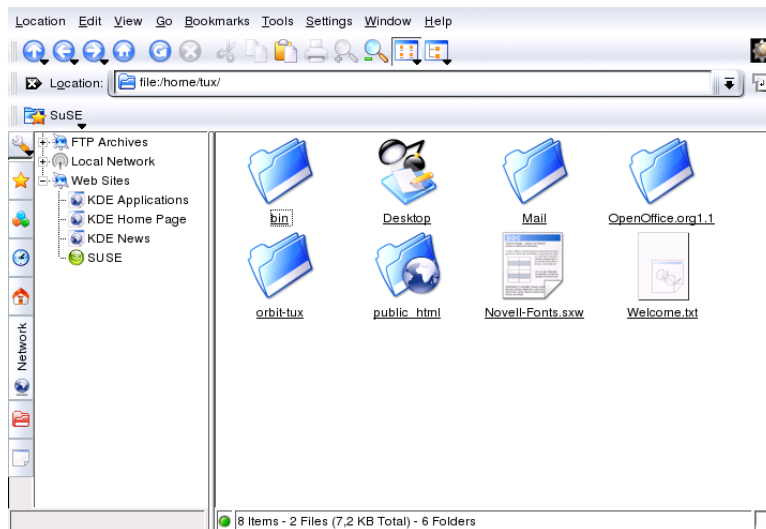 Location Edit View Go Bookmarks Tools Settings Window Help
Location: file:/home/tux/
SuSE
FTP Archives
Local Network
Web Sites
KDE Applications
KDE Home Page
KDE News
SUSE
Network
bin Desktop Mail OpenOffice.org1.1
orbit-tux public_html Novell-Fonts.sxw Welcome.txt
8 Items - 2 Files (7,2 KB Total) - 6 Folders